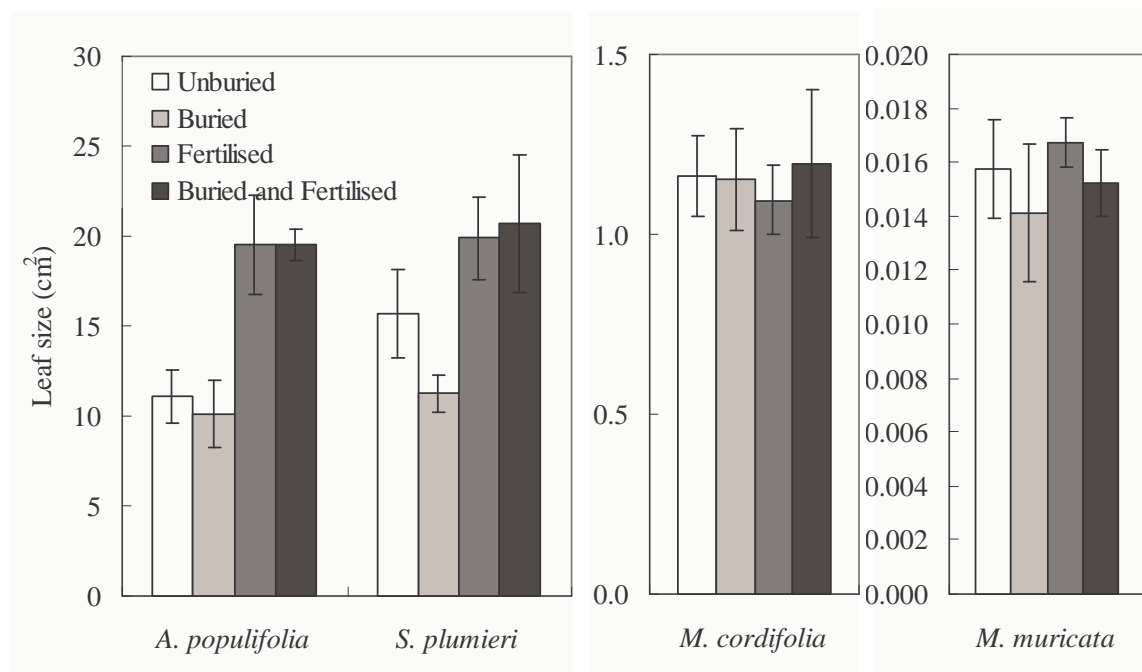 30
25
20
15
10
5
0
Leaf size (cm²)
Unburied
Buried
Fertilised
Buried and Fertilised
A. populifolia
S. plumieri
1.5
1.0
0.5
0.0
M. cordifolia
0.020
0.018
0.016
0.014
0.012
0.010
0.008
0.006
0.004
0.002
0.000
M. muricata